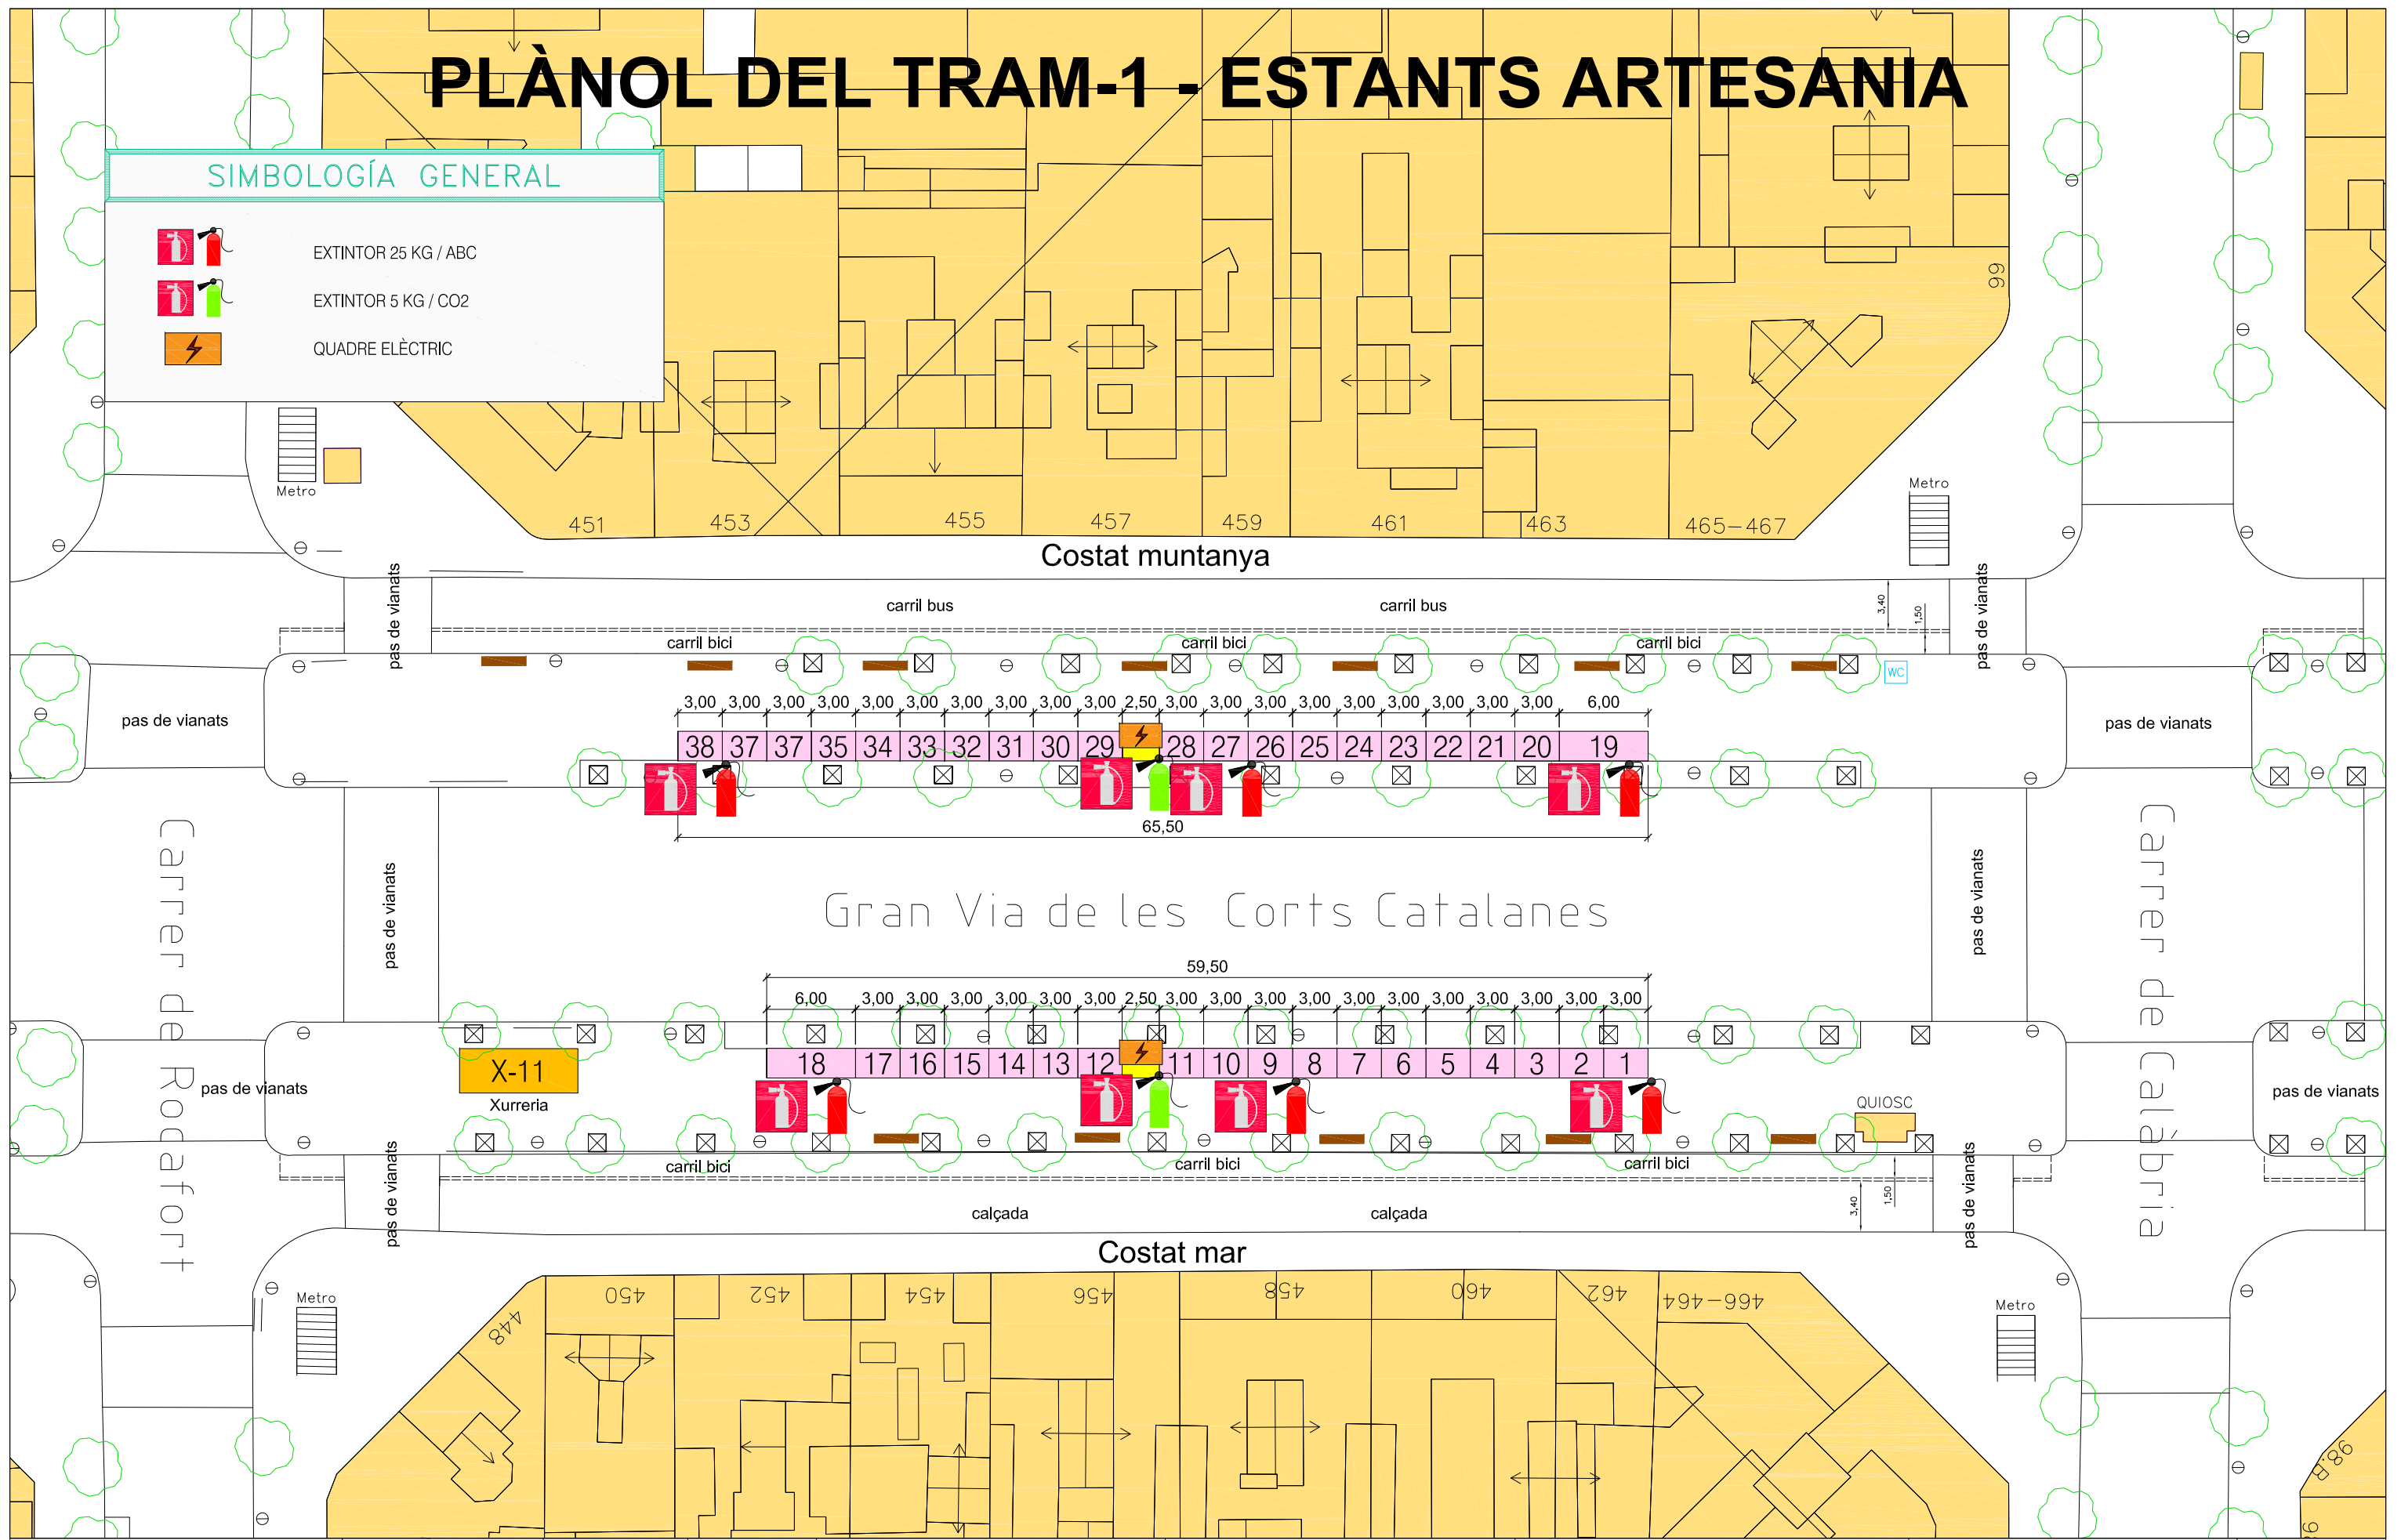 PLÀNOL DEL TRAM-1 - ESTANTS ARTESANIA
SIMBOLOGÍA GENERAL
EXTINTOR 25 KG / ABC
EXTINTOR 5 KG / CO2
QUADRE ELÈCTRIC
99
Metro
Metro
451 453 455 457 459 461 463 465-467
Costat muntanya
pas de vianats
carril bus
carril bus
3,40
1,50
pas de vianats
carril bici
carril bici
carril bici
WC
pas de vianats
pas de vianats
3,00 3,00 3,00 3,00 3,00 3,00 3,00 3,00 3,00 3,00 2,50 3,00 3,00 3,00 3,00 3,00 3,00 3,00 3,00 3,00 6,00
38 37 37 35 34 33 32 31 30 29 28 27 26 25 24 23 22 21 20 19
65,50
Carrer de Rocafort
pas de vianats
Gran Via de les Corts Catalanes
pas de vianats
Carrer de Calàbria
59,50
6,00 3,00 3,00 3,00 3,00 3,00 3,00 2,50 3,00 3,00 3,00 3,00 3,00 3,00 3,00 3,00 3,00 3,00 3,00
18 17 16 15 14 13 12 11 10 9 8 7 6 5 4 3 2 1
X-11
Xurreria
pas de vianats
pas de vianats
QUIOSC
carril bici
carril bici
carril bici
pas de vianats
calçada
calçada
3,40
1,50
pas de vianats
Costat mar
Metro
Metro
448 450 452 454 456 458 460 462 464-466
98.B